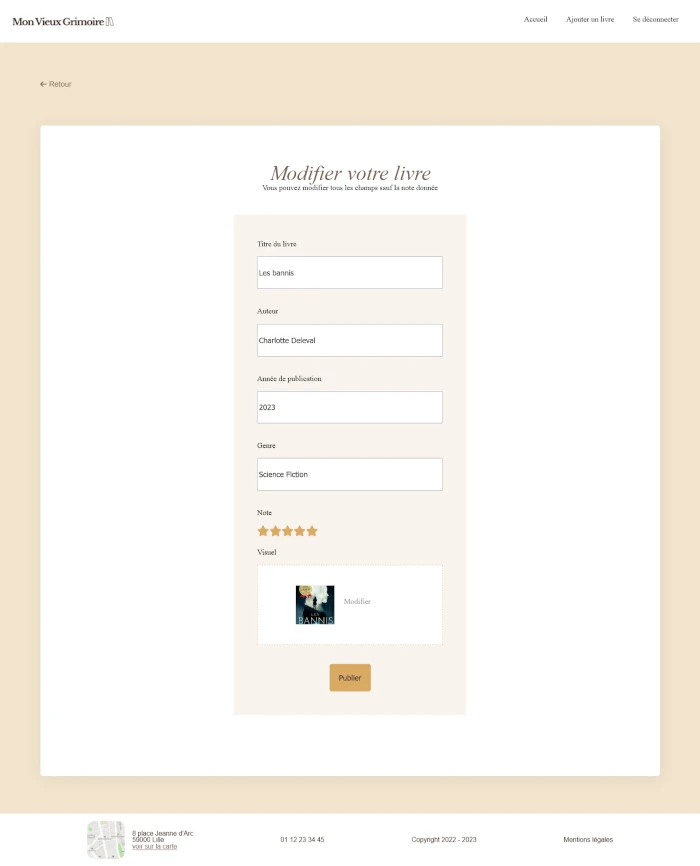 Mon Vieux Grimoire
Accueil Ajouter un livre Se déconnecter
← Retour
Modifier votre livre
Vous pouvez modifier tous les champs sauf la note donnée
Titre du livre
Les bannis
Auteur
Charlotte Deleval
Année de publication
2023
Genre
Science Fiction
Note
Visuel
LES
BANNIS
Modifier
Publier
8 place Jeanne d'Arc
59000 Lille
voir sur la carte
01 12 23 34 45
Copyright 2022 - 2023
Mentions légales